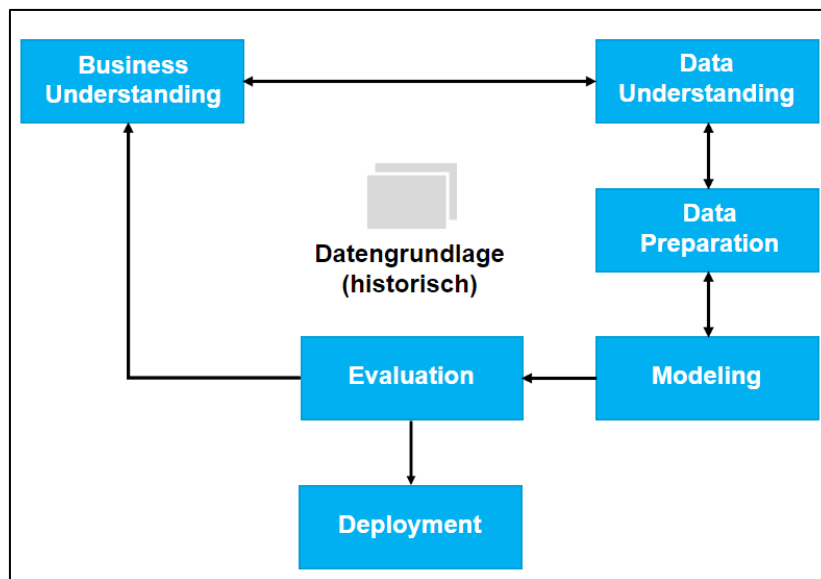 Business
Understanding
Data
Understanding
Data
Preparation
Datengrundlage
(historisch)
Evaluation
Modeling
Deployment